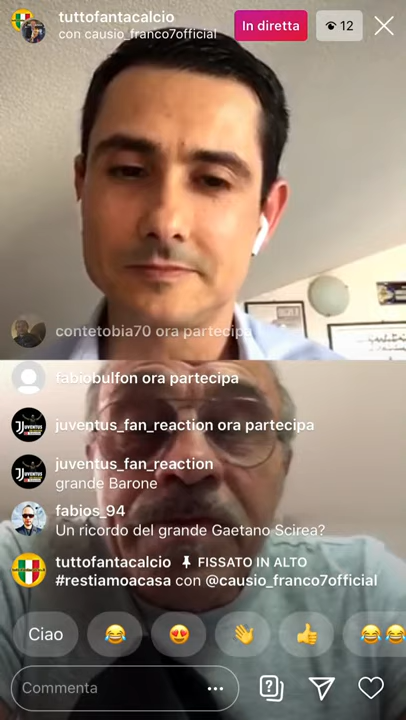 tuttofantacalcio
con causio_franco7official
In diretta
12
contetobia70 ora partecipa
fabiobulfon ora partecipa
juventus_fan_reaction ora partecipa
juventus_fan_reaction
grande Barone
fabios_94
Un ricordo del grande Gaetano Scirea?
tuttofantacalcio FISSATO IN ALTO
#restiamoacasa con @causio_franco7official
Ciao
Commenta